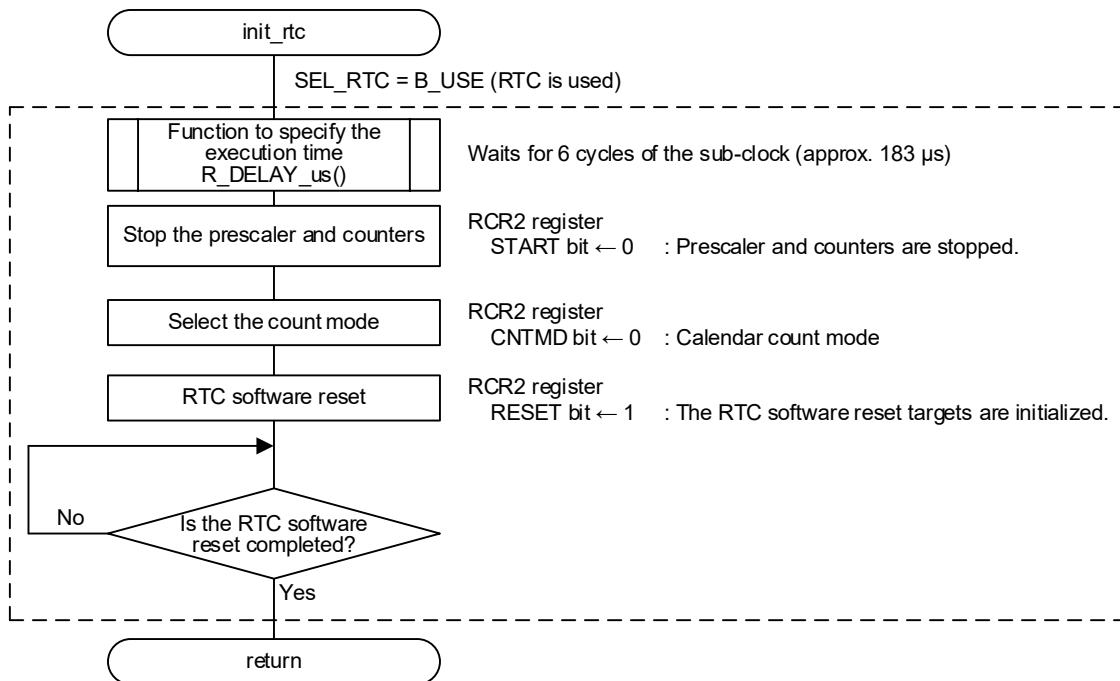 init_rtc
SEL_RTC = B_USE (RTC is used)
Function to specify the
execution time
R_DELAY_us()
Waits for 6 cycles of the sub-clock (approx. 183 µs)
Stop the prescaler and counters
RCR2 register
START bit ← 0 : Prescaler and counters are stopped.
Select the count mode
RCR2 register
CNTMD bit ← 0 : Calendar count mode
RTC software reset
RCR2 register
RESET bit ← 1 : The RTC software reset targets are initialized.
No
Is the RTC software
reset completed?
Yes
return